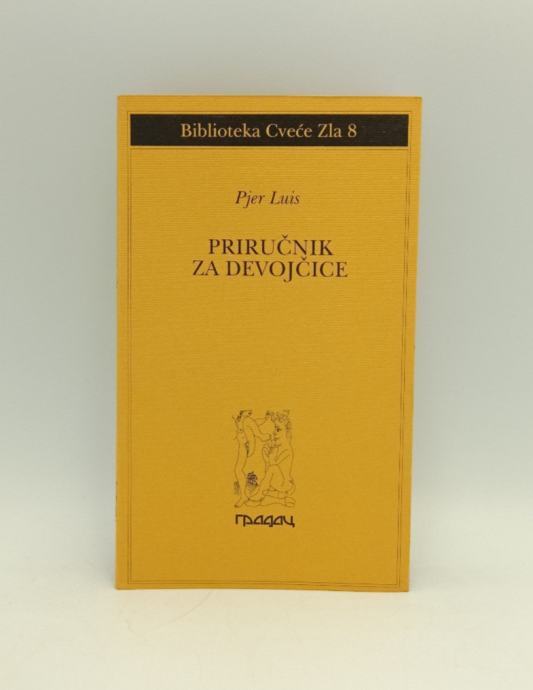 Biblioteka Cveće Zla 8
Pjer Luis
PRIRUČNIK
ZA DEVOJČICE
градац